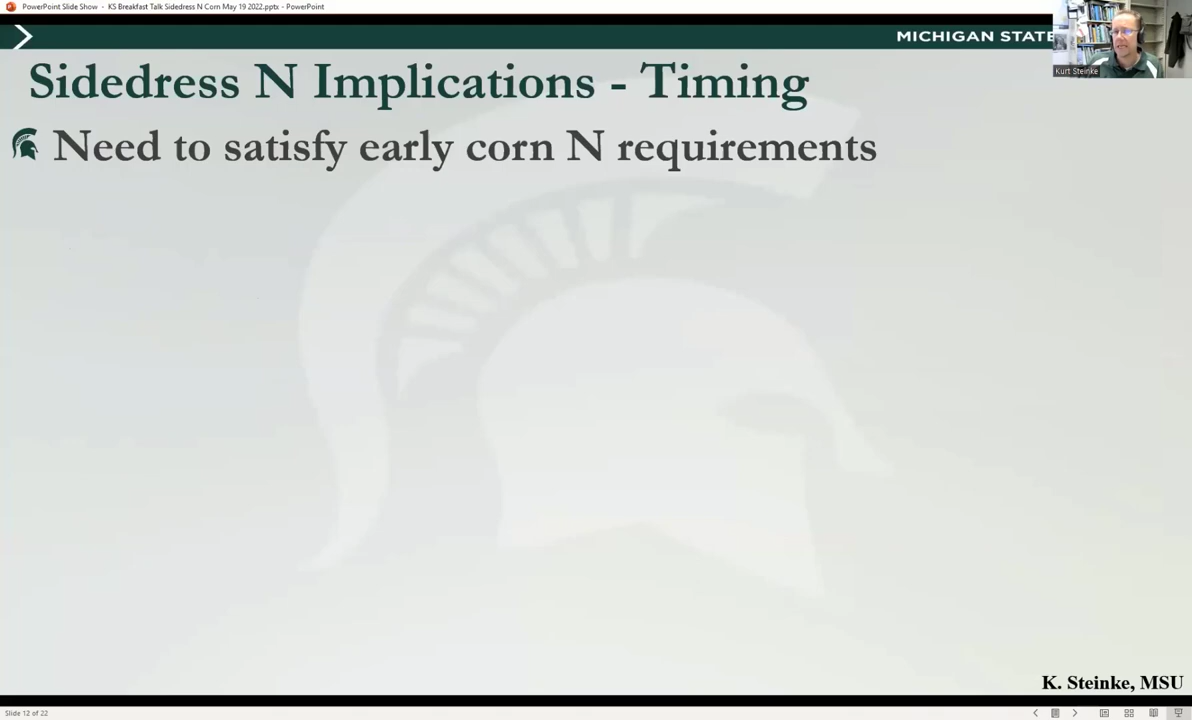 PowerPoint Slide Show - KS Breakfast Talk Sidedress N Corn May 19 2022.pptx - PowerPoint
MICHIGAN STATE
Kurt Steinke
Sidedress N Implications - Timing
Need to satisfy early corn N requirements
K. Steinke, MSU
Slide 12 of 22